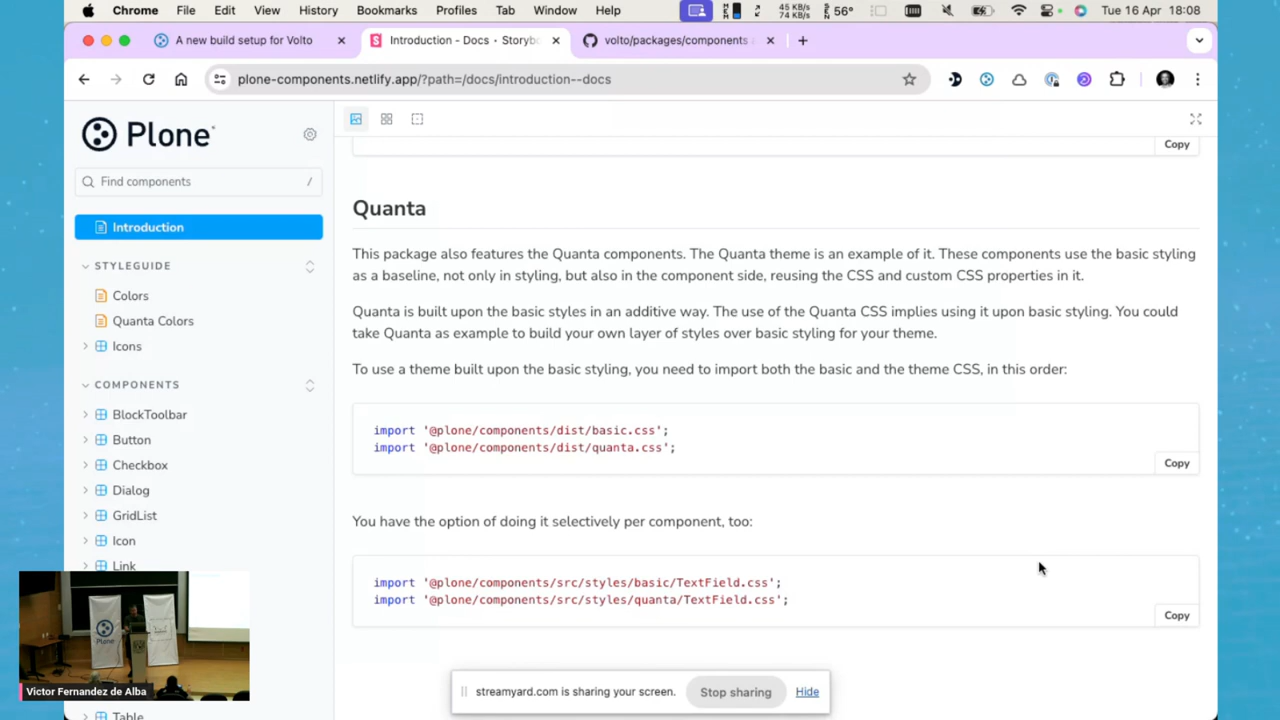 Chrome File Edit View History Bookmarks Profiles Tab Window Help 45 KB/s 74 KB/s 56° Tue 16 Apr 18:08
A new build setup for Volto
Introduction - Docs • Storybo
volto/packages/components
plone-components.netlify.app/?path=/docs/introduction--docs
Plone
Find components /
Introduction
STYLEGUIDE
Colors
Quanta Colors
Icons
COMPONENTS
BlockToolbar
Button
Checkbox
Dialog
GridList
Icon
Link
Table
Copy
Quanta
This package also features the Quanta components. The Quanta theme is an example of it. These components use the basic styling
as a baseline, not only in styling, but also in the component side, reusing the CSS and custom CSS properties in it.
Quanta is built upon the basic styles in an additive way. The use of the Quanta CSS implies using it upon basic styling. You could
take Quanta as example to build your own layer of styles over basic styling for your theme.
To use a theme built upon the basic styling, you need to import both the basic and the theme CSS, in this order:
import '@plone/components/dist/basic.css';
import '@plone/components/dist/quanta.css';
Copy
You have the option of doing it selectively per component, too:
import '@plone/components/src/styles/basic/TextField.css';
import '@plone/components/src/styles/quanta/TextField.css';
Copy
Plone
Victor Fernandez de Alba
streamyard.com is sharing your screen.
Stop sharing
Hide